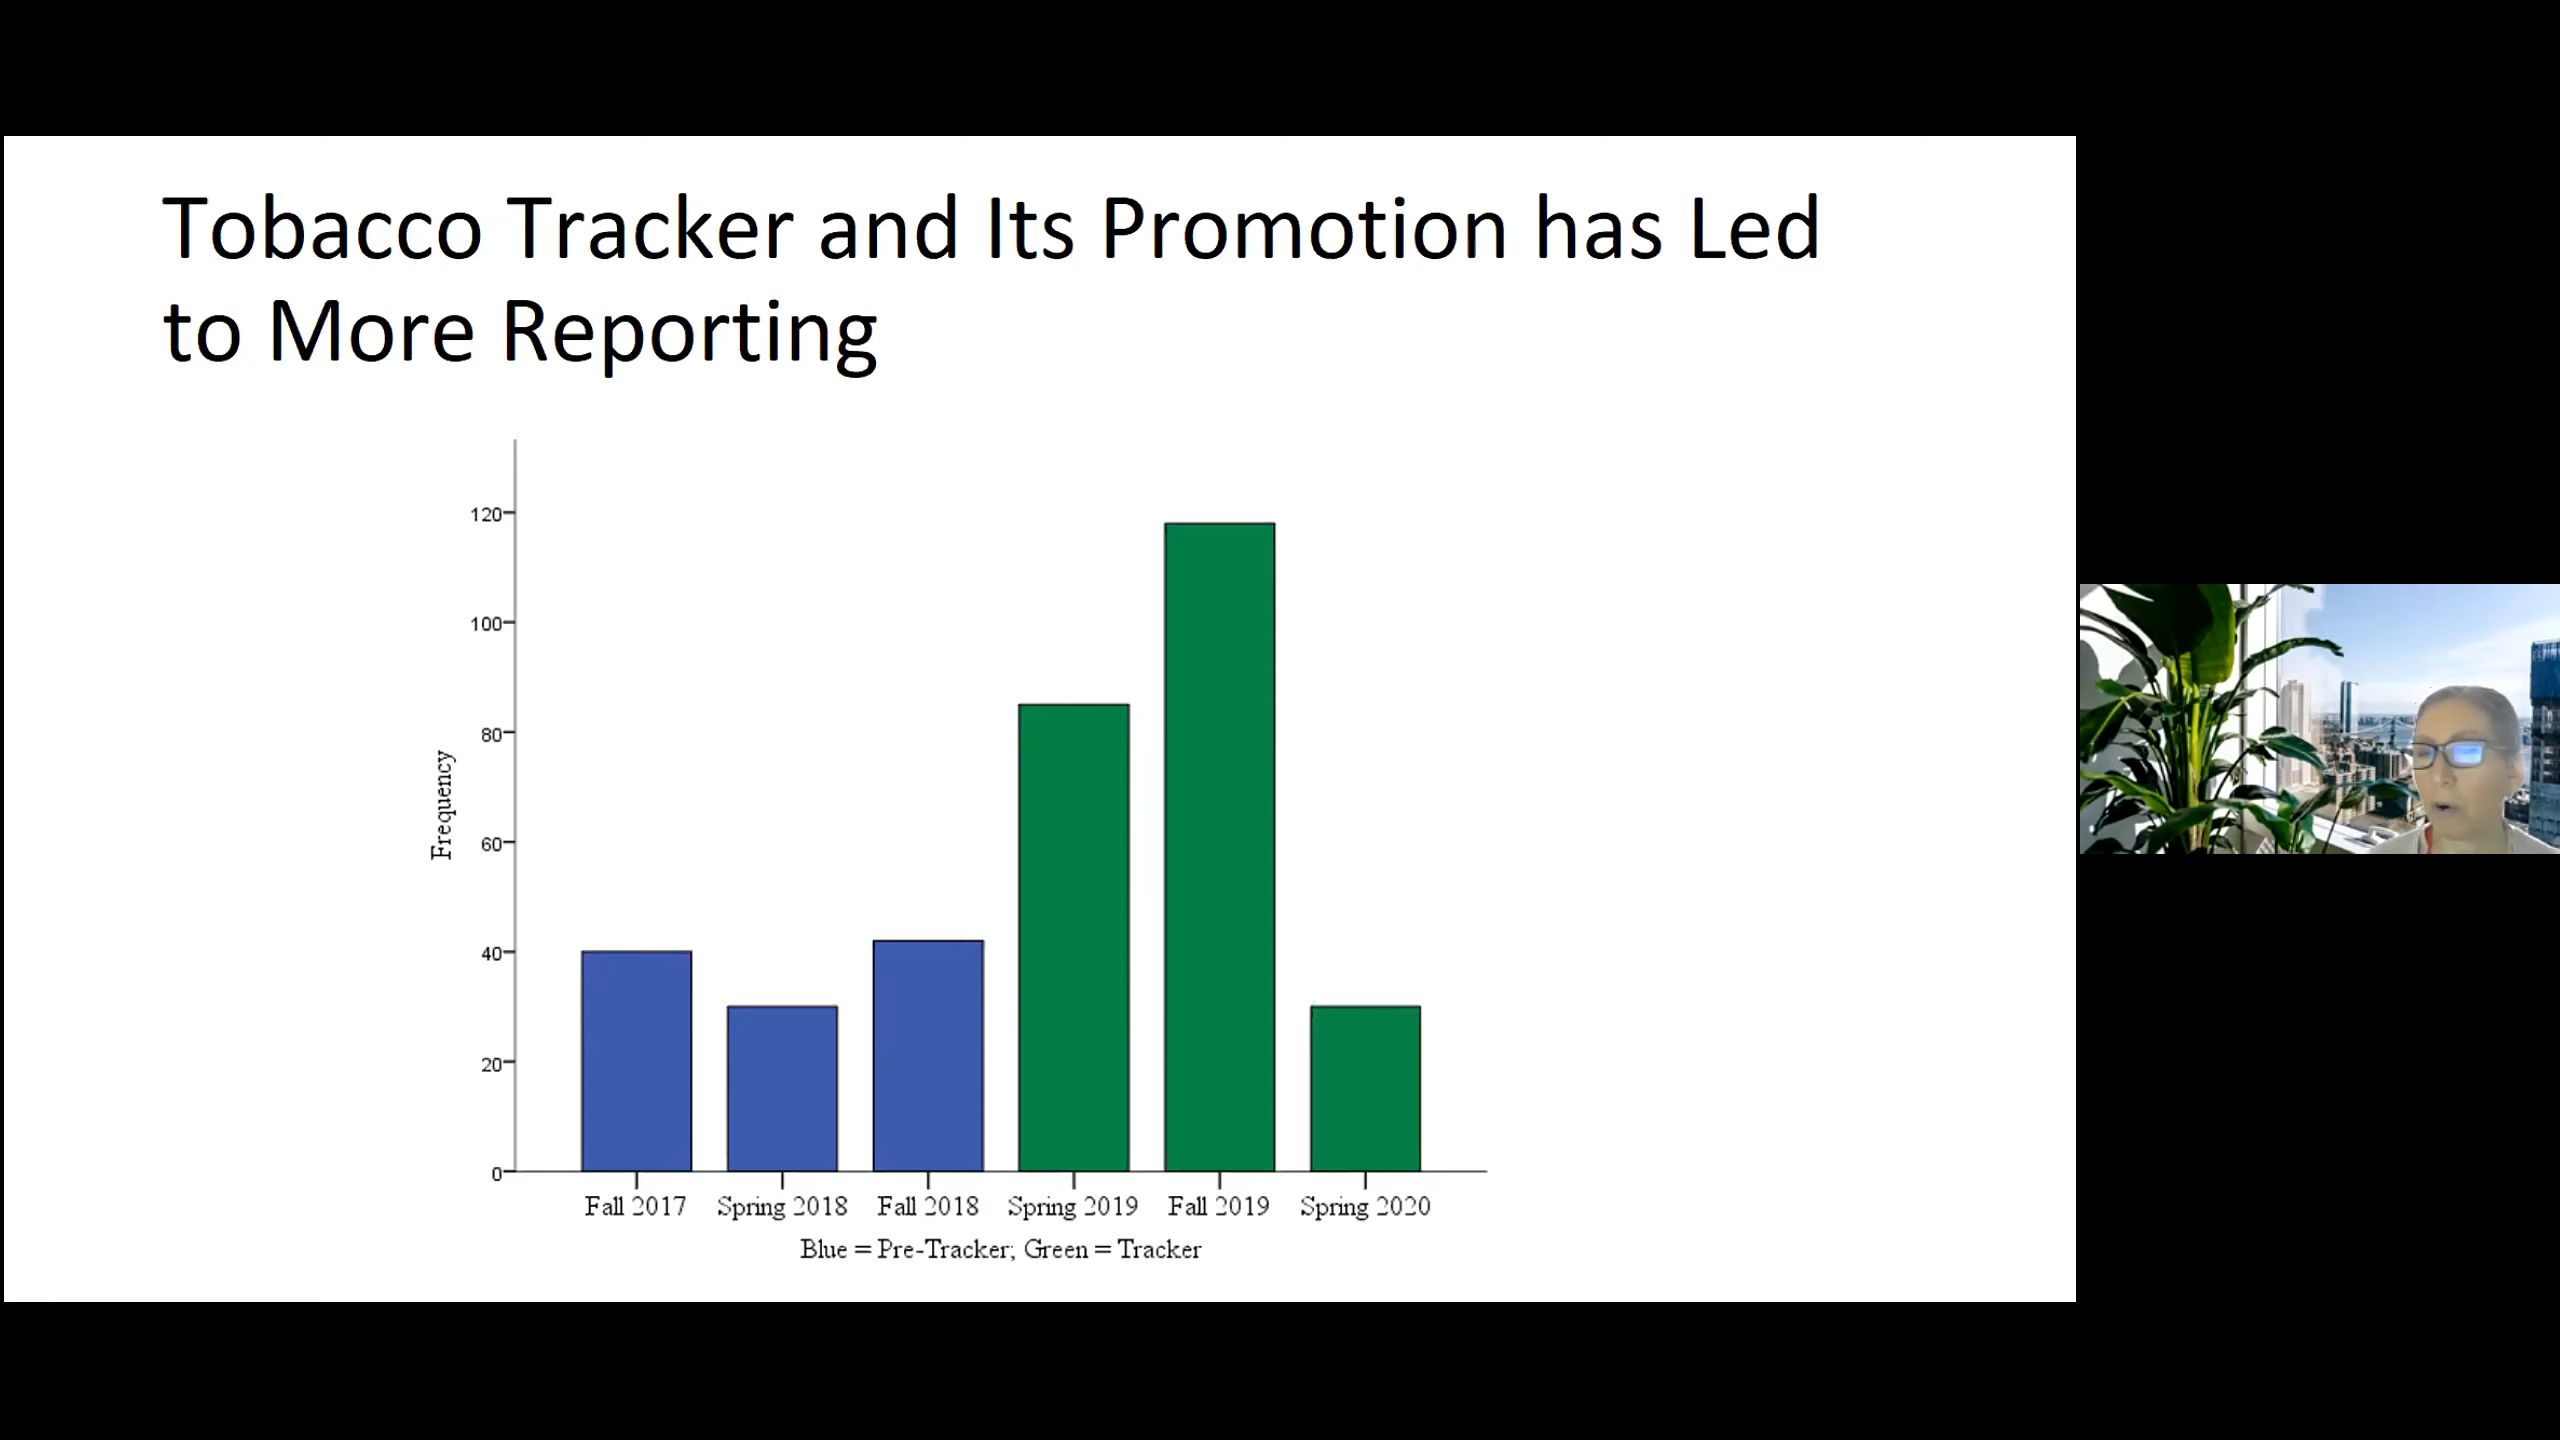 Tobacco Tracker and Its Promotion has Led
to More Reporting
120
100
80
60
40
20
0
Frequency
Fall 2017 Spring 2018 Fall 2018 Spring 2019 Fall 2019 Spring 2020
Blue = Pre-Tracker; Green = Tracker